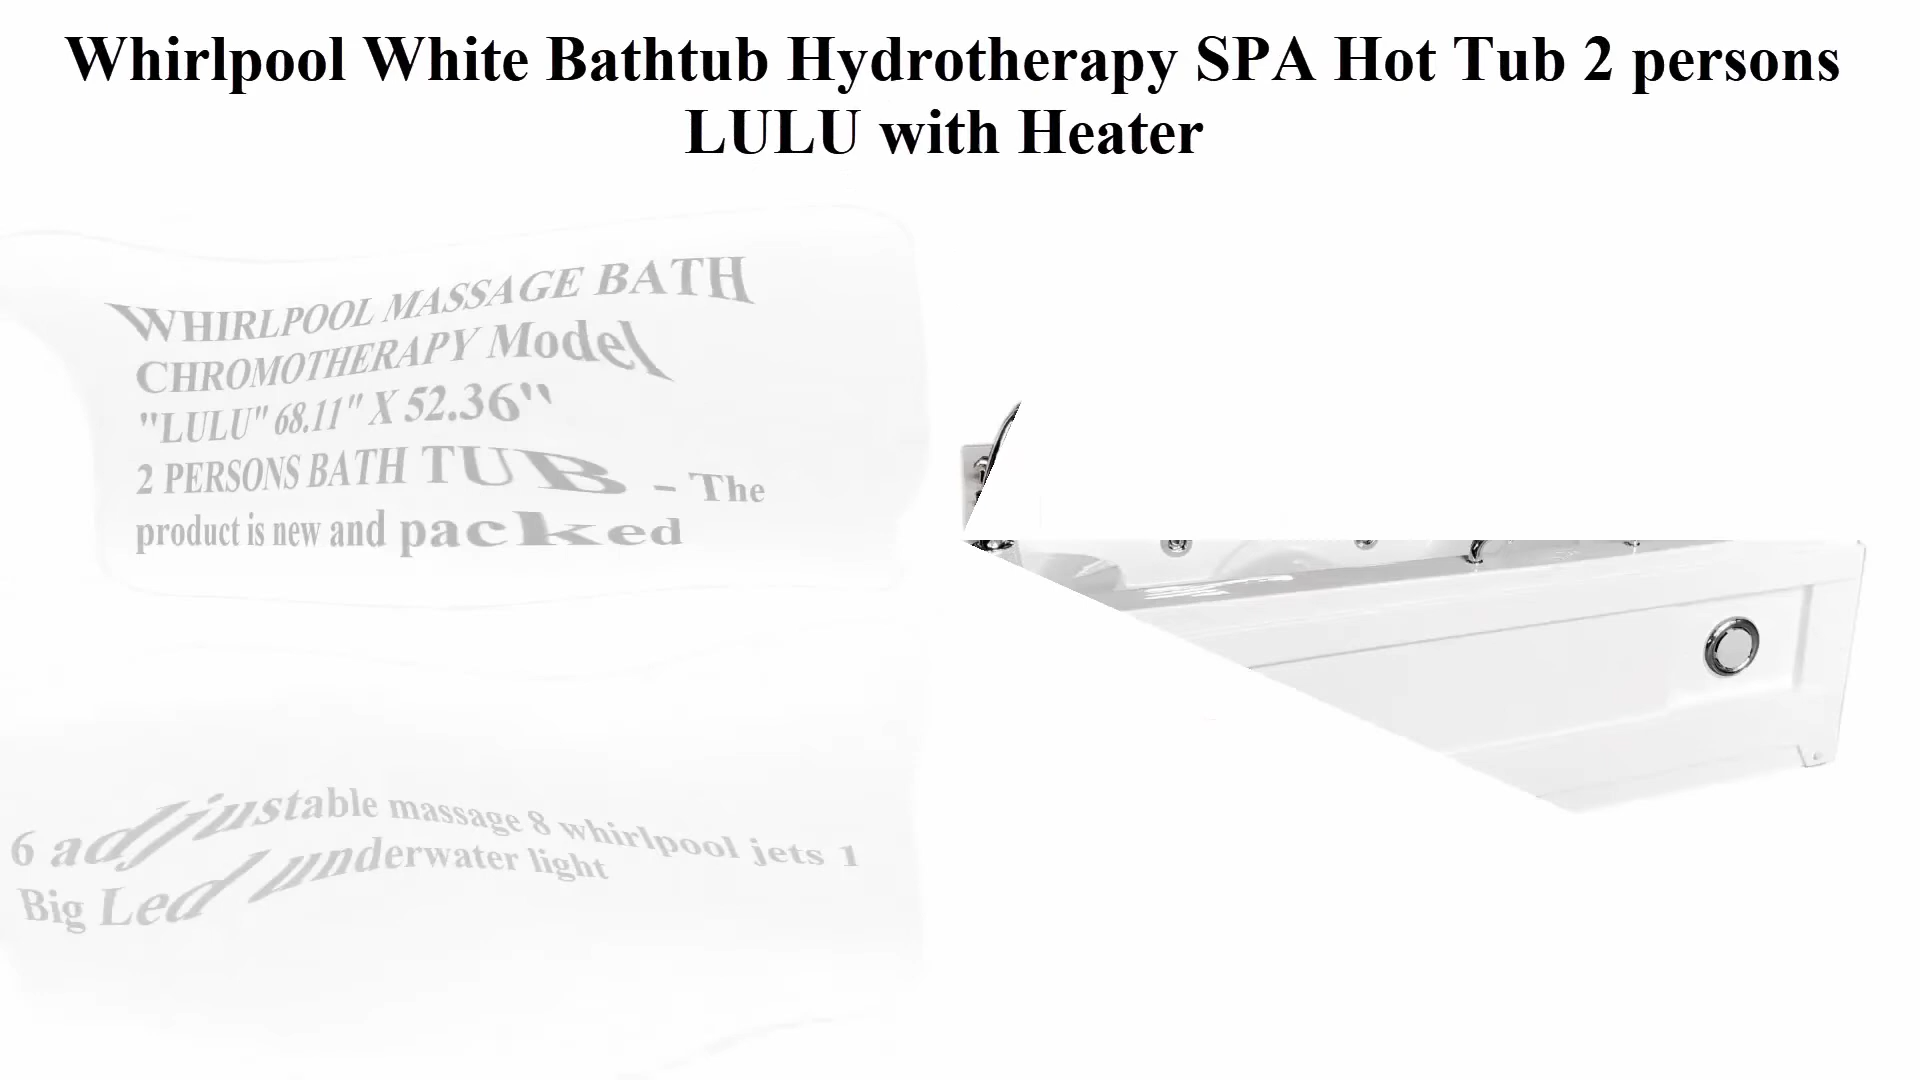 Whirlpool White Bathtub Hydrotherapy SPA Hot Tub 2 persons
LULU with Heater
WHIRLPOOL MASSAGE BATH
CHROMOTHERAPY Model
"LULU" 68.11" X 52.36''
2 PERSONS BATH TUB - The
product is new and packed
6 adjustable massage 8 whirlpool jets 1
Big Led underwater light